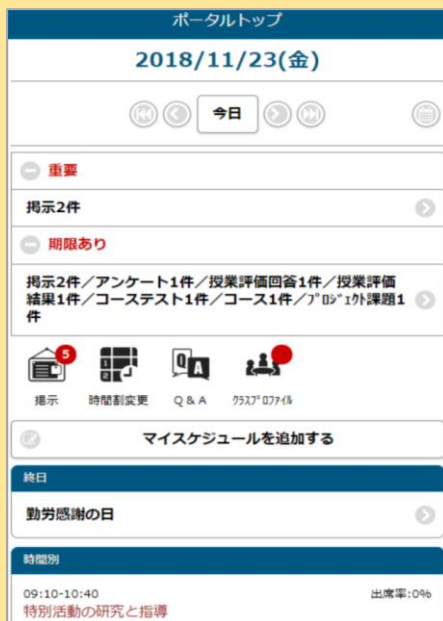 ポータルトップ
2018/11/23(金)
今日
重要
掲示2件
期限あり
掲示2件／アンケート1件／授業評価回答1件／授業評価
結果1件／コーステスト1件／コース1件／ﾌﾟﾛｼﾞｪｸﾄ課題1
件
5
掲示
時間割変更
Q & A
ｸﾗｽﾌﾟﾛﾌｧｲﾙ
マイスケジュールを追加する
終日
勤労感謝の日
時間別
09:10-10:40
出席率:0%
特別活動の研究と指導